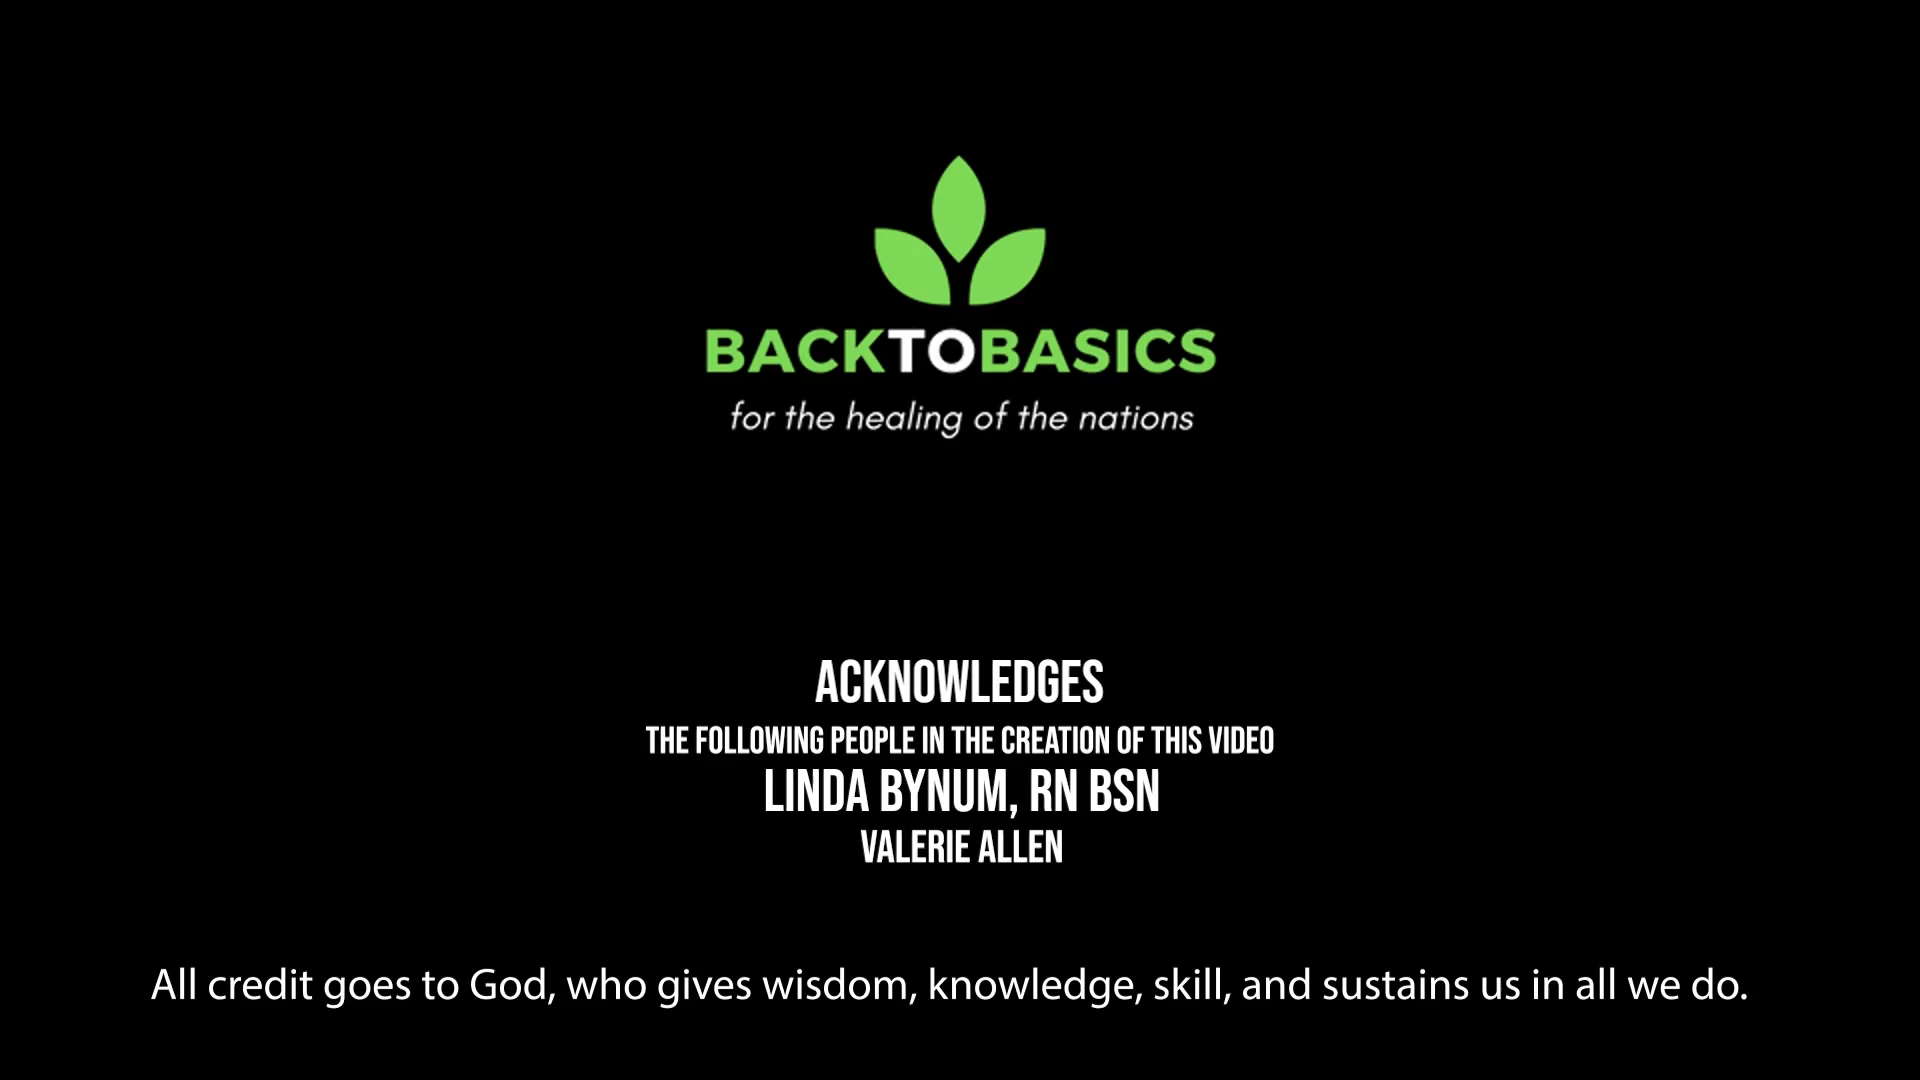 BACKTOBASICS
for the healing of the nations
ACKNOWLEDGES
THE FOLLOWING PEOPLE IN THE CREATION OF THIS VIDEO
LINDA BYNUM, RN BSN
VALERIE ALLEN
All credit goes to God, who gives wisdom, knowledge, skill, and sustains us in all we do.